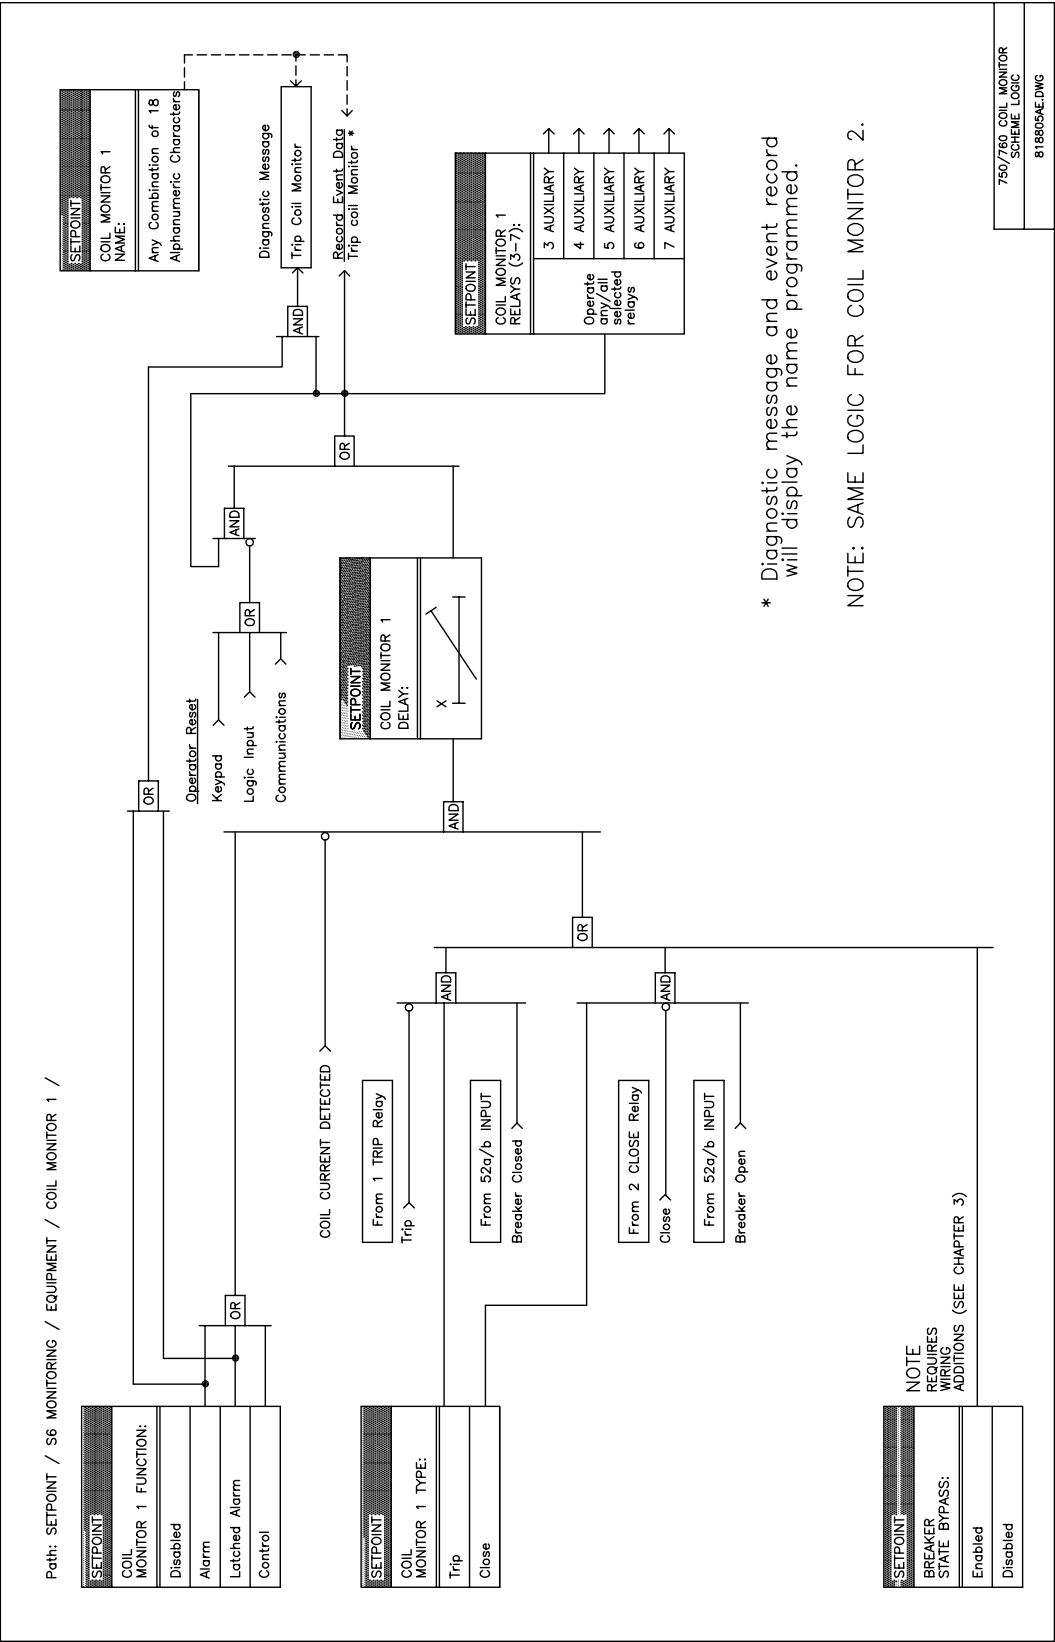 Path: SETPOINT / S6 MONITORING / EQUIPMENT / COIL MONITOR 1 /
SETPOINT
COIL
MONITOR 1 FUNCTION:
Disabled
Alarm
Latched Alarm
Control
OR
OR
SETPOINT
COIL
MONITOR 1 TYPE:
Trip
Close
SETPOINT
BREAKER
STATE BYPASS:
Enabled
Disabled
NOTE
REQUIRES
WIRING
ADDITIONS (SEE CHAPTER 3)
COIL CURRENT DETECTED
From 1 TRIP Relay
Trip
From 52a/b INPUT
Breaker Closed
From 2 CLOSE Relay
Close
From 52a/b INPUT
Breaker Open
AND
AND
OR
AND
Operator Reset
Keypad
Logic Input
Communications
OR
AND
SETPOINT
COIL MONITOR 1
DELAY:
X
OR
AND
SETPOINT
COIL MONITOR 1
NAME:
Any Combination of 18
Alphanumeric Characters
Diagnostic Message
Trip Coil Monitor
Record Event Data
Trip coil Monitor *
SETPOINT
COIL MONITOR 1
RELAYS (3-7):
Operate
any/all
selected
relays
3 AUXILIARY
4 AUXILIARY
5 AUXILIARY
6 AUXILIARY
7 AUXILIARY
* Diagnostic message and event record
will display the name programmed.
NOTE: SAME LOGIC FOR COIL MONITOR 2.
750/760 COIL MONITOR
SCHEME LOGIC
818805AE.DWG